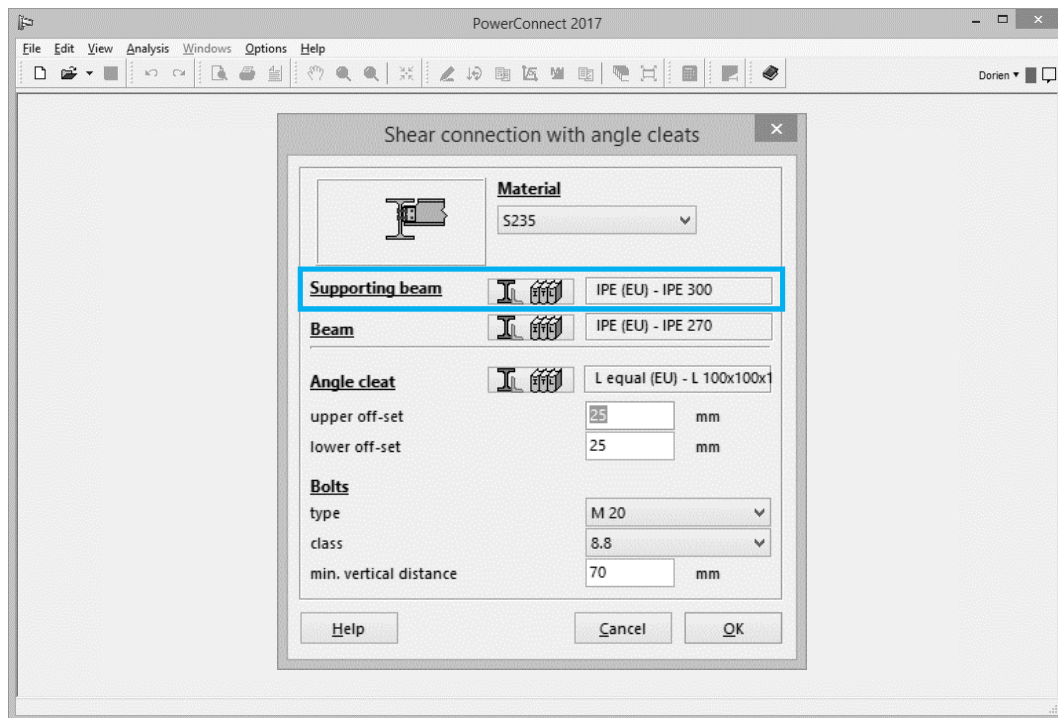 PowerConnect 2017
File Edit View Analysis Windows Options Help
Dorien
Shear connection with angle cleats
Material
S235
Supporting beam IPE (EU) - IPE 300
Beam IPE (EU) - IPE 270
Angle cleat L equal (EU) - L 100x100x1
upper off-set 25 mm
lower off-set 25 mm
Bolts
type M 20
class 8.8
min. vertical distance 70 mm
Help Cancel OK